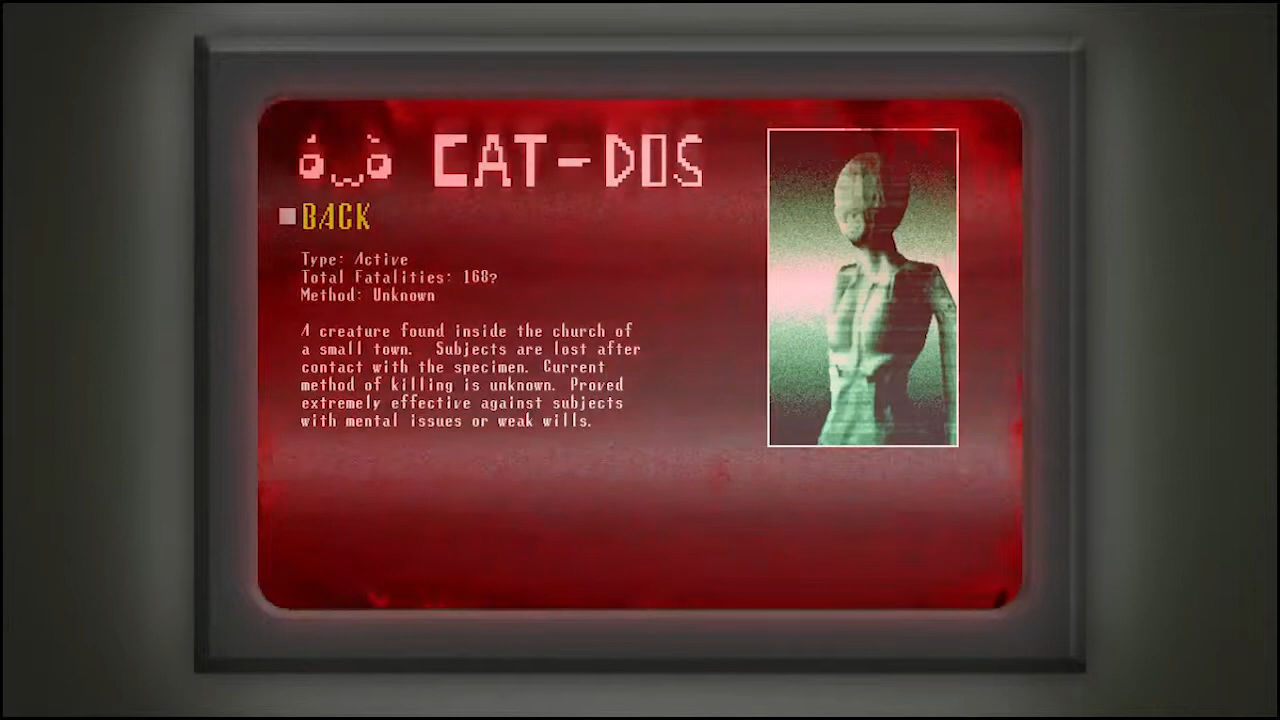 CAT-DOS
BACK
Type: Active
Total Fatalities: 168?
Method: Unknown
A creature found inside the church of
a small town. Subjects are lost after
contact with the specimen. Current
method of killing is unknown. Proved
extremely effective against subjects
with mental issues or weak wills.